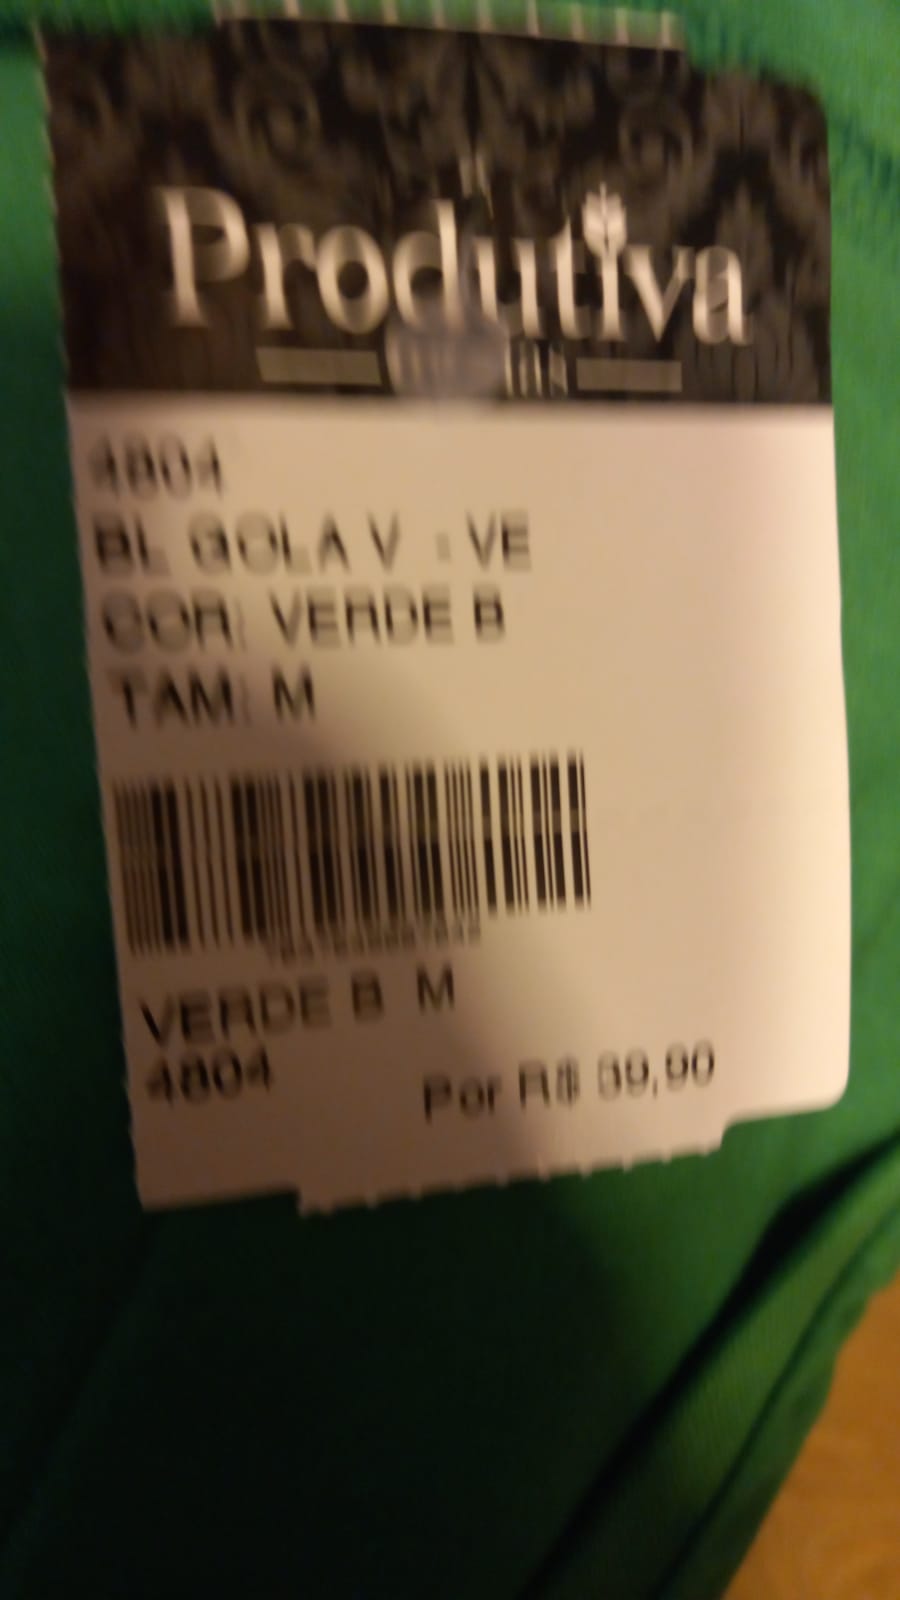 Produtiva
4804
BL GOLA V : VE
COR: VERDE B
TAM: M
VERDE B M
4804
Por R$ 39,90